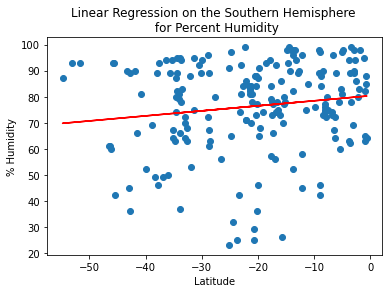 Linear Regression on the Southern Hemisphere
for Percent Humidity
100
90
80
70
60
50
40
30
20
% Humidity
−50 −40 −30 −20 −10 0
Latitude